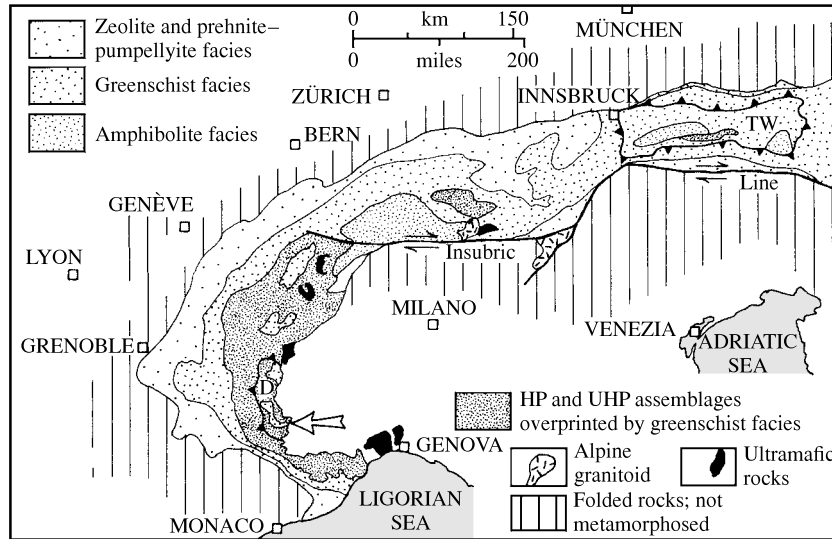 Zeolite and prehnite–
pumpellyite facies
Greenschist facies
Amphibolite facies
0 km 150
0 miles 200
MÜNCHEN
ZÜRICH
INNSBRUCK
BERN
TW
Line
GENÈVE
LYON
Insubric
MILANO
VENEZIA
ADRIATIC
SEA
GRENOBLE
D
HP and UHP assemblages
overprinted by greenschist facies
GENOVA
Alpine
granitoid
Ultramafic
rocks
LIGORIAN
SEA
Folded rocks; not
metamorphosed
MONACO